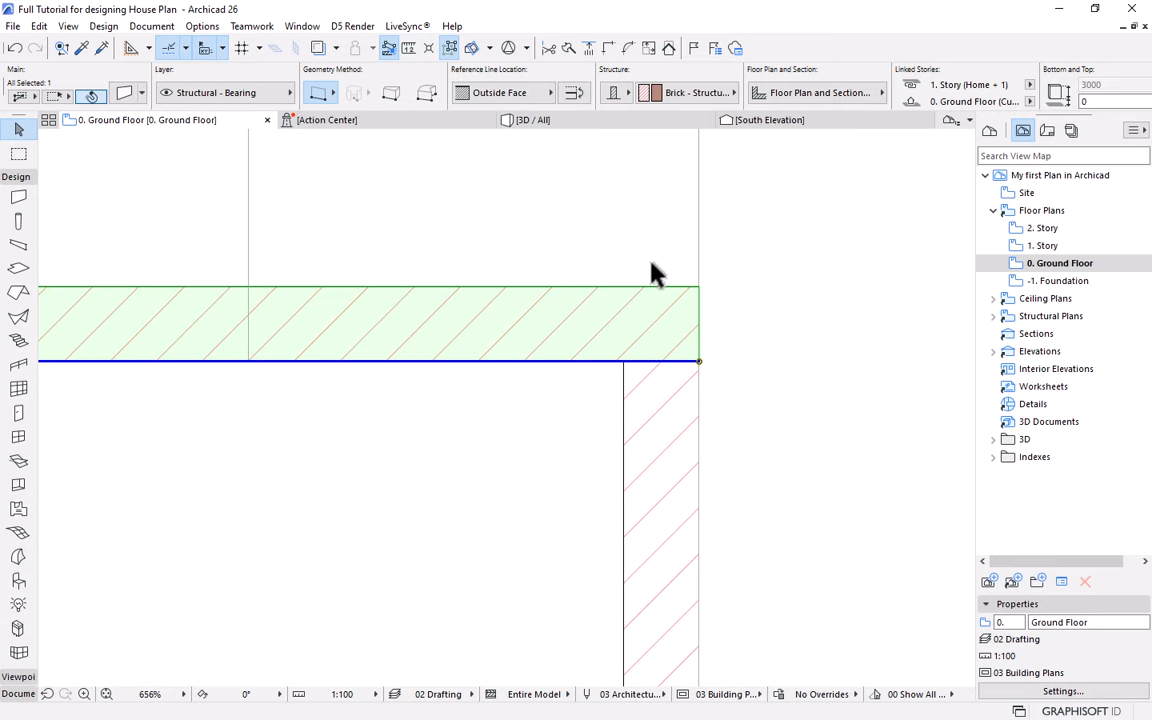 Full Tutorial for designing House Plan - Archicad 26
File Edit View Design Document Options Teamwork Window D5 Render LiveSync® Help
Main: Layer: Geometry Method: Reference Line Location: Structure: Floor Plan and Section: Linked Stories: Bottom and Top:
All Selected: 1
Structural - Bearing Outside Face Brick - Structu... Floor Plan and Section...
1. Story (Home + 1) 3000
0. Ground Floor (Cu... 0
0. Ground Floor [0. Ground Floor] [Action Center] [3D / All] [South Elevation]
Search View Map
Design
My first Plan in Archicad
Site
Floor Plans
2. Story
1. Story
0. Ground Floor
-1. Foundation
Ceiling Plans
Structural Plans
Sections
Elevations
Interior Elevations
Worksheets
Details
3D Documents
3D
Indexes
Properties
0. Ground Floor
02 Drafting
1:100
03 Building Plans
Settings...
Viewpoi
Docume 656% 0° 1:100 02 Drafting Entire Model 03 Architectu... 03 Building P... No Overrides 00 Show All ...
GRAPHISOFT ID